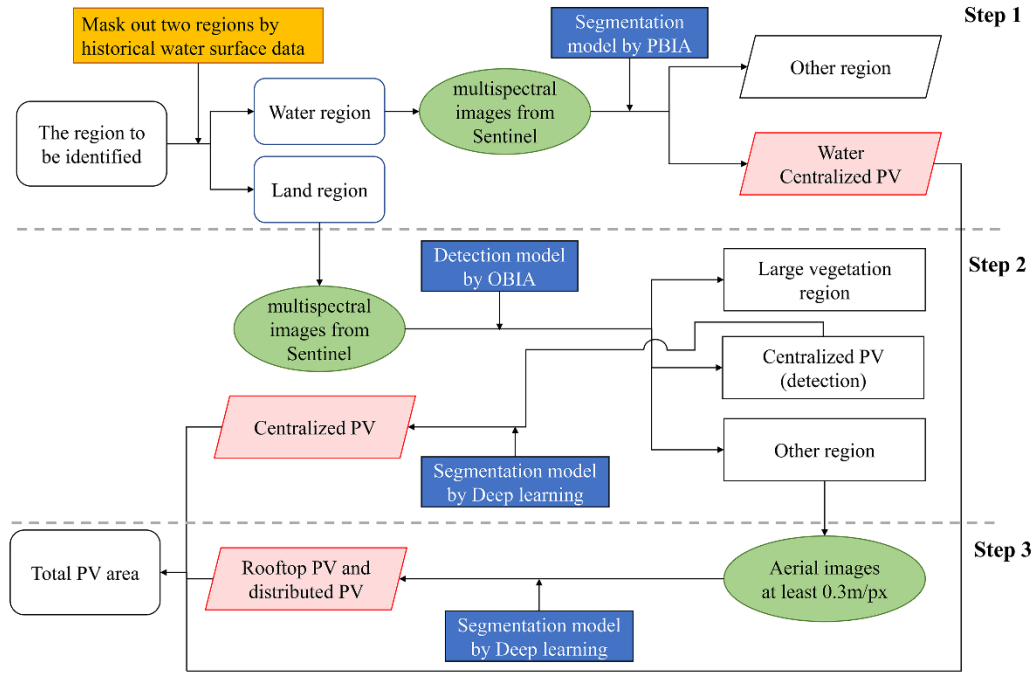 Mask out two regions by
historical water surface data
Segmentation
model by PBIA
Step 1
The region to
be identified
Water region
Land region
multispectral
images from
Sentinel
Other region
Water
Centralized PV
Step 2
Detection model
by OBIA
multispectral
images from
Sentinel
Large vegetation
region
Centralized PV
(detection)
Centralized PV
Segmentation model
by Deep learning
Other region
Step 3
Total PV area
Rooftop PV and
distributed PV
Aerial images
at least 0.3m/px
Segmentation model
by Deep learning